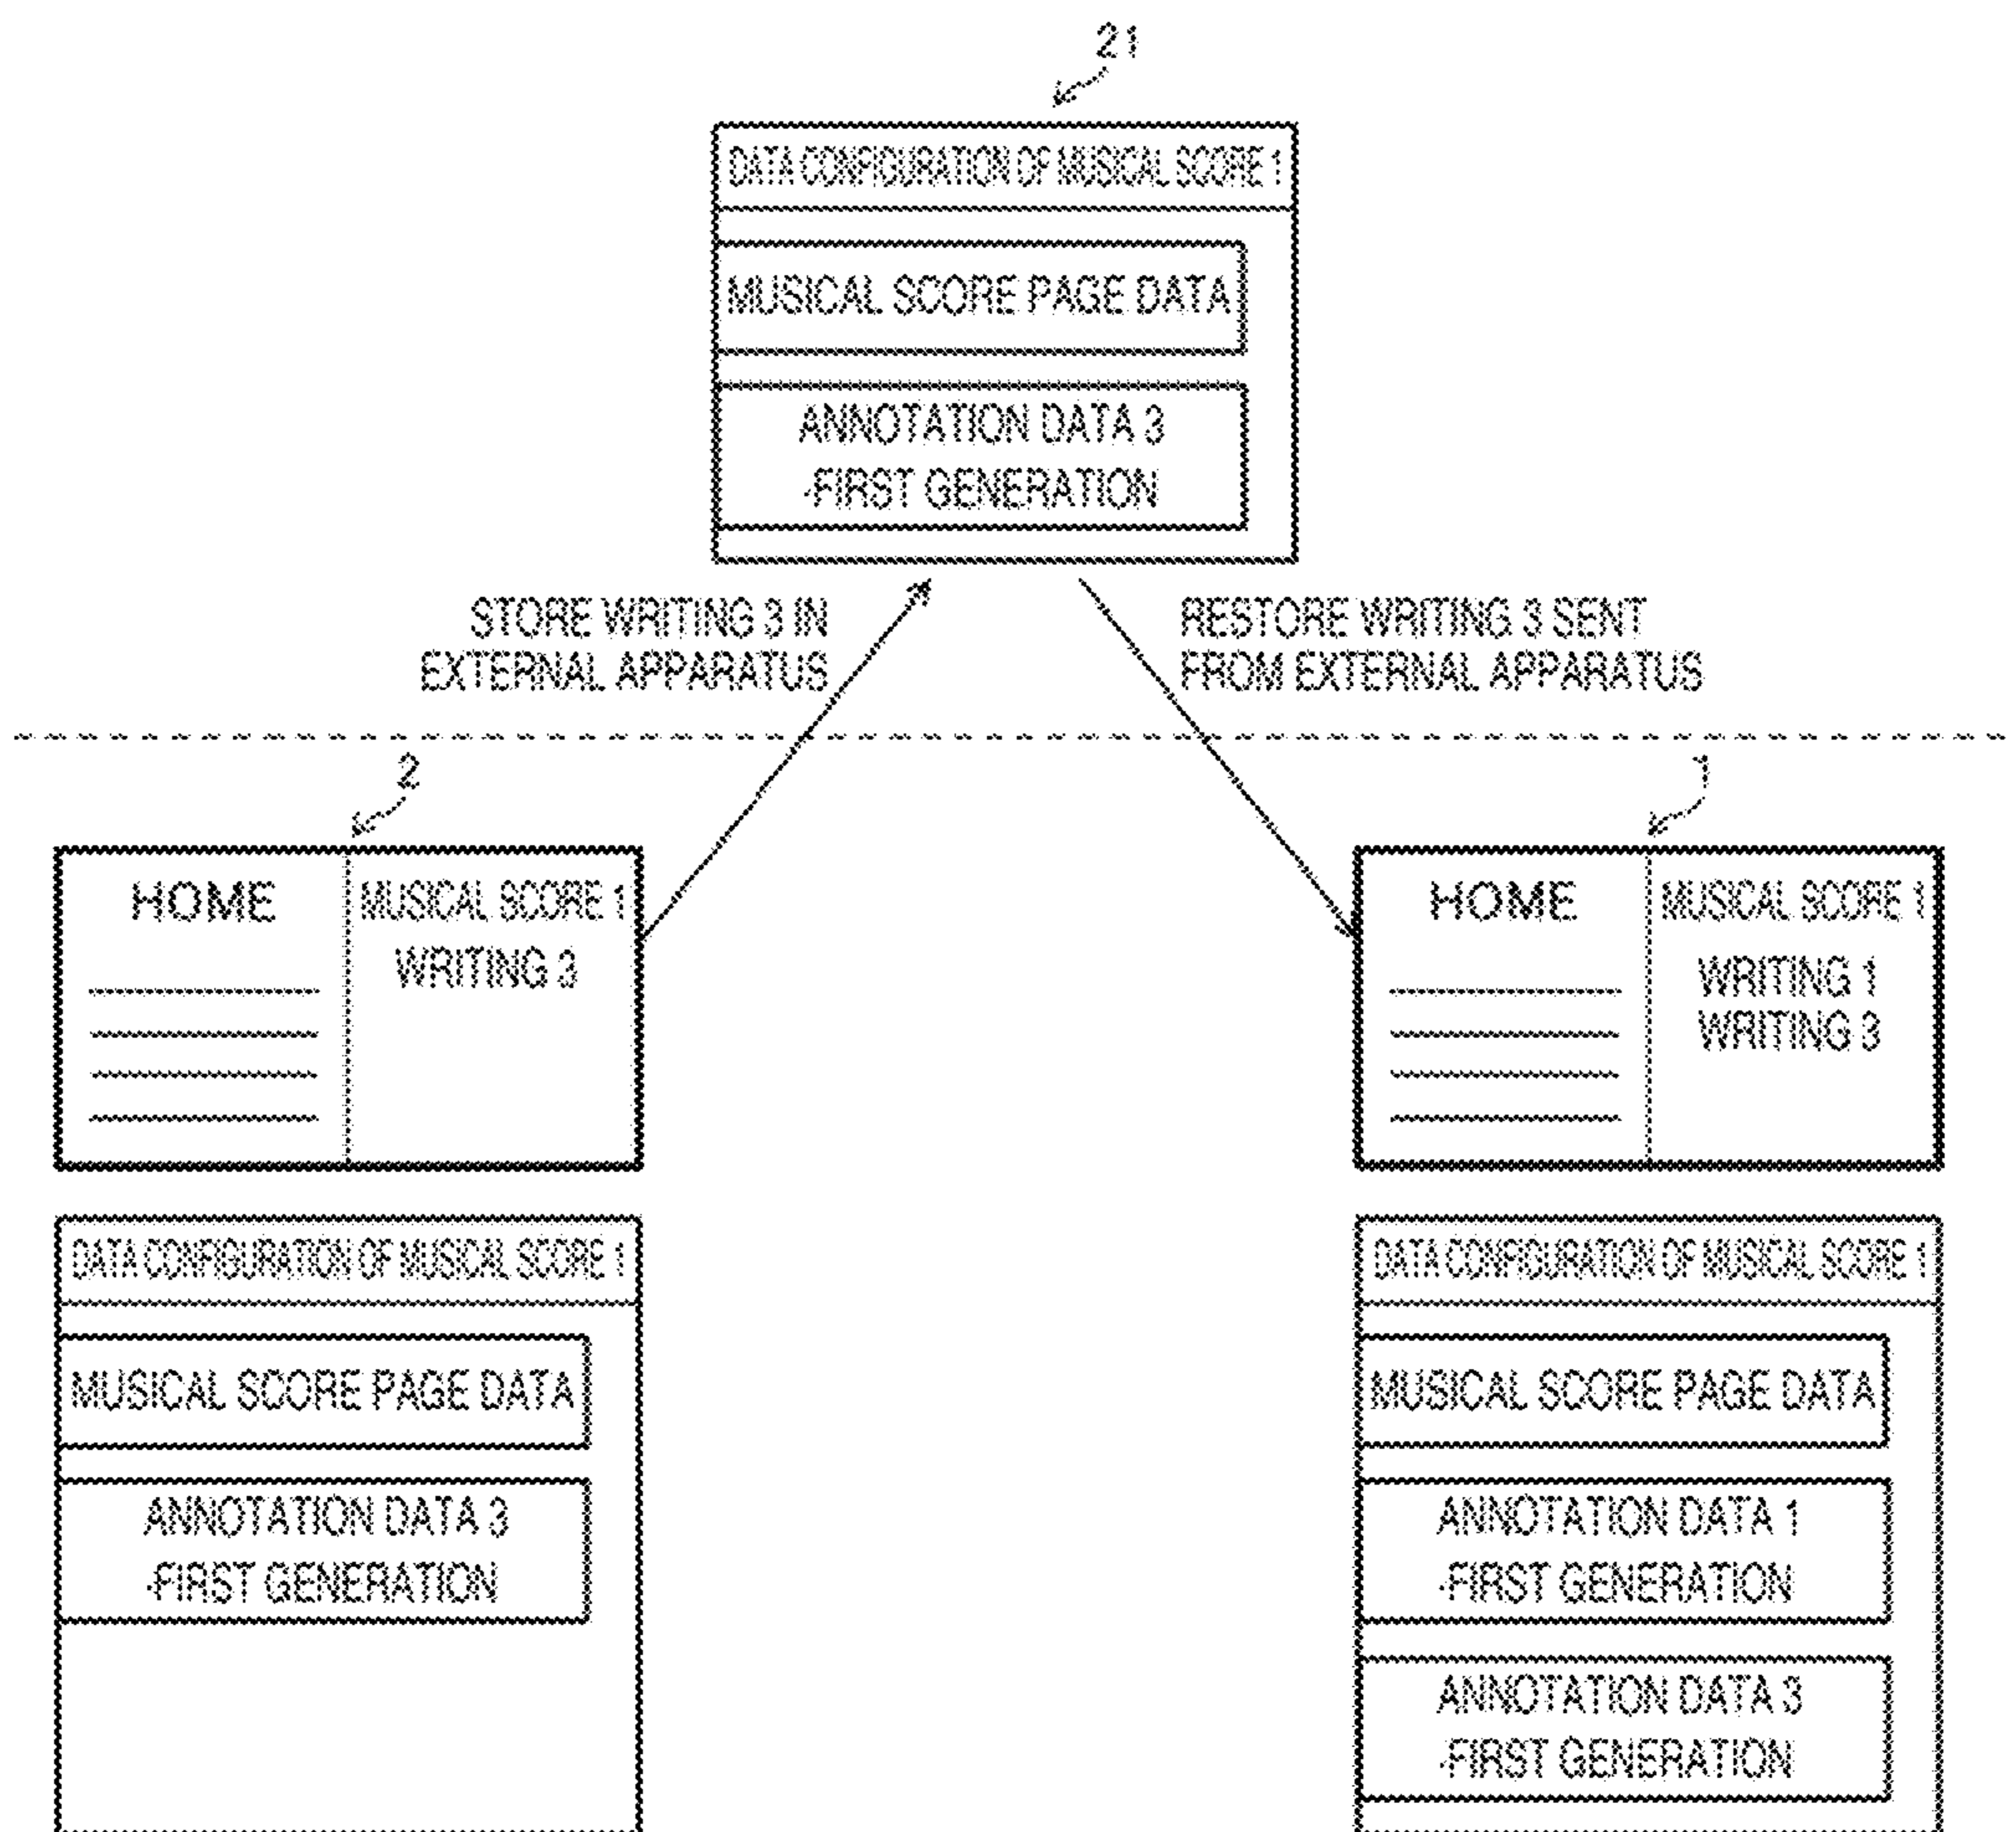 21
DATA CONFIGURATION OF MUSICAL SCORE 1
MUSICAL SCORE PAGE DATA
ANNOTATION DATA 3
·FIRST GENERATION
STORE WRITING 3 IN
EXTERNAL APPARATUS
RESTORE WRITING 3 SENT
FROM EXTERNAL APPARATUS
2
HOME
MUSICAL SCORE 1
WRITING 3
DATA CONFIGURATION OF MUSICAL SCORE 1
MUSICAL SCORE PAGE DATA
ANNOTATION DATA 3
·FIRST GENERATION
1
HOME
MUSICAL SCORE 1
WRITING 1
WRITING 3
DATA CONFIGURATION OF MUSICAL SCORE 1
MUSICAL SCORE PAGE DATA
ANNOTATION DATA 1
·FIRST GENERATION
ANNOTATION DATA 3
·FIRST GENERATION